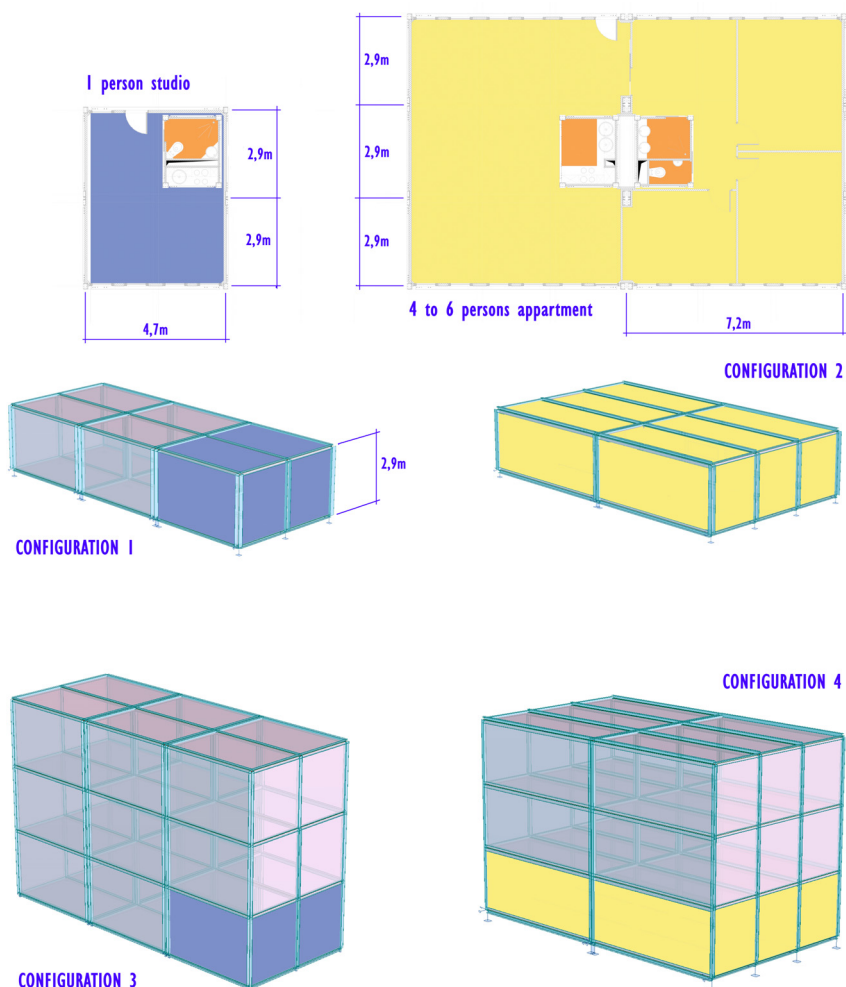 1 person studio
2,9m
2,9m
4,7m
2,9m
2,9m
2,9m
4 to 6 persons appartment
7,2m
CONFIGURATION 1
2,9m
CONFIGURATION 2
CONFIGURATION 3
CONFIGURATION 4